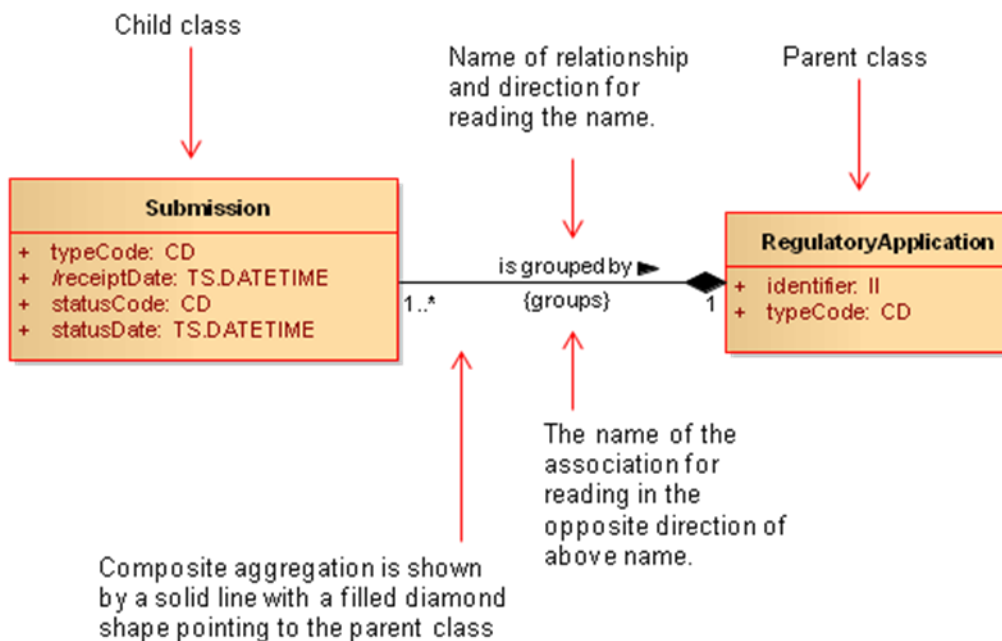 Child class
Name of relationship
and direction for
reading the name.
Parent class
Submission
+ typeCode: CD
+ /receiptDate: TS.DATETIME
+ statusCode: CD
+ statusDate: TS.DATETIME
is grouped by
1..*
{groups}
1
RegulatoryApplication
+ identifier: II
+ typeCode: CD
The name of the
association for
reading in the
opposite direction of
above name.
Composite aggregation is shown
by a solid line with a filled diamond
shape pointing to the parent class